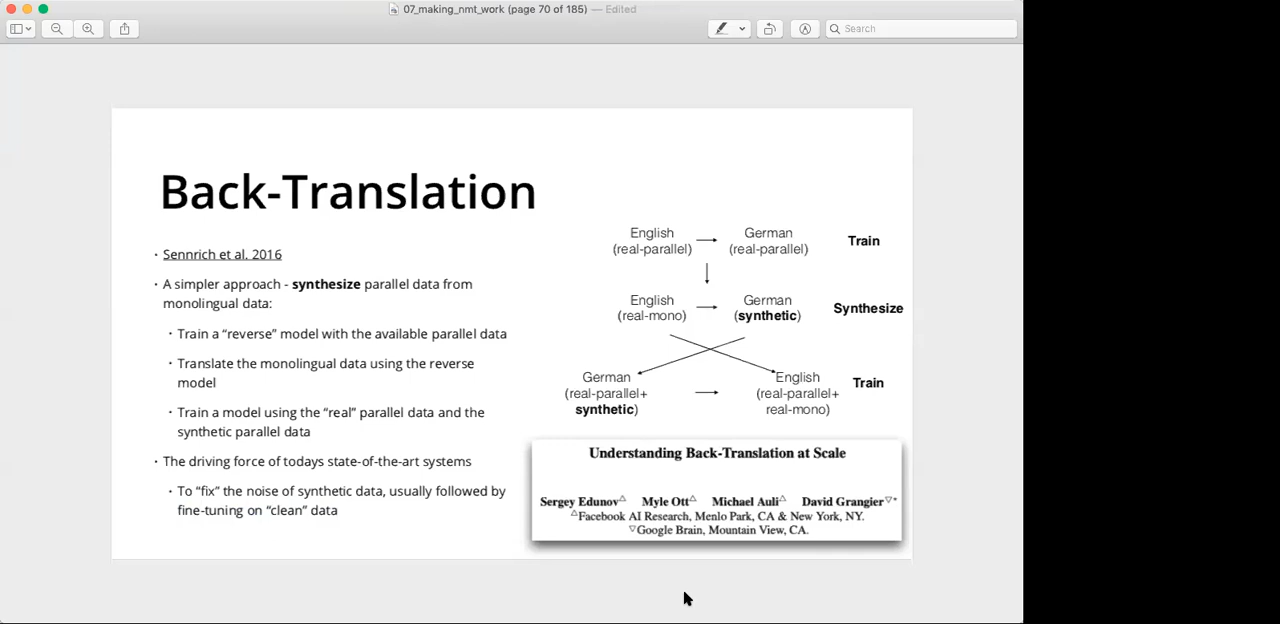 07_making_nmt_work (page 70 of 185) — Edited
Search
Back-Translation
· Sennrich et al. 2016
· A simpler approach - synthesize parallel data from
monolingual data:
· Train a “reverse” model with the available parallel data
· Translate the monolingual data using the reverse
model
· Train a model using the “real” parallel data and the
synthetic parallel data
· The driving force of todays state-of-the-art systems
· To “fix” the noise of synthetic data, usually followed by
fine-tuning on “clean” data
English German
(real-parallel) (real-parallel) Train
English German
(real-mono) (synthetic) Synthesize
German English
(real-parallel+ (real-parallel+ Train
synthetic) real-mono)
Understanding Back-Translation at Scale
Sergey Edunov△ Myle Ott△ Michael Auli△ David Grangier▽*
△Facebook AI Research, Menlo Park, CA & New York, NY.
▽Google Brain, Mountain View, CA.